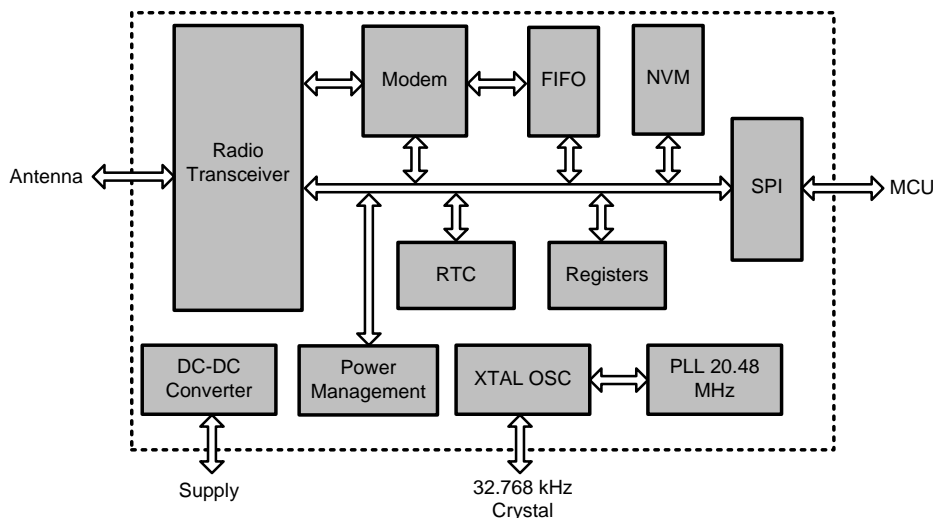 Modem
FIFO
NVM
Radio
Transceiver
Antenna
SPI
MCU
RTC
Registers
DC-DC
Converter
Power
Management
XTAL OSC
PLL 20.48
MHz
Supply
32.768 kHz
Crystal